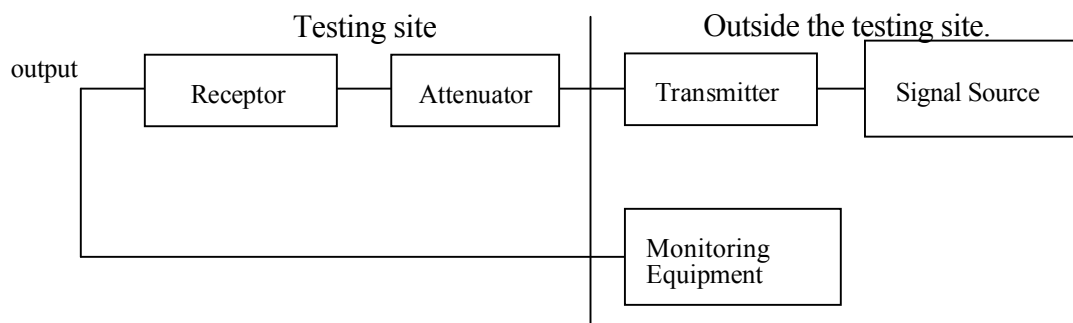 Testing site
Outside the testing site.
output
Receptor
Attenuator
Transmitter
Signal Source
Monitoring
Equipment